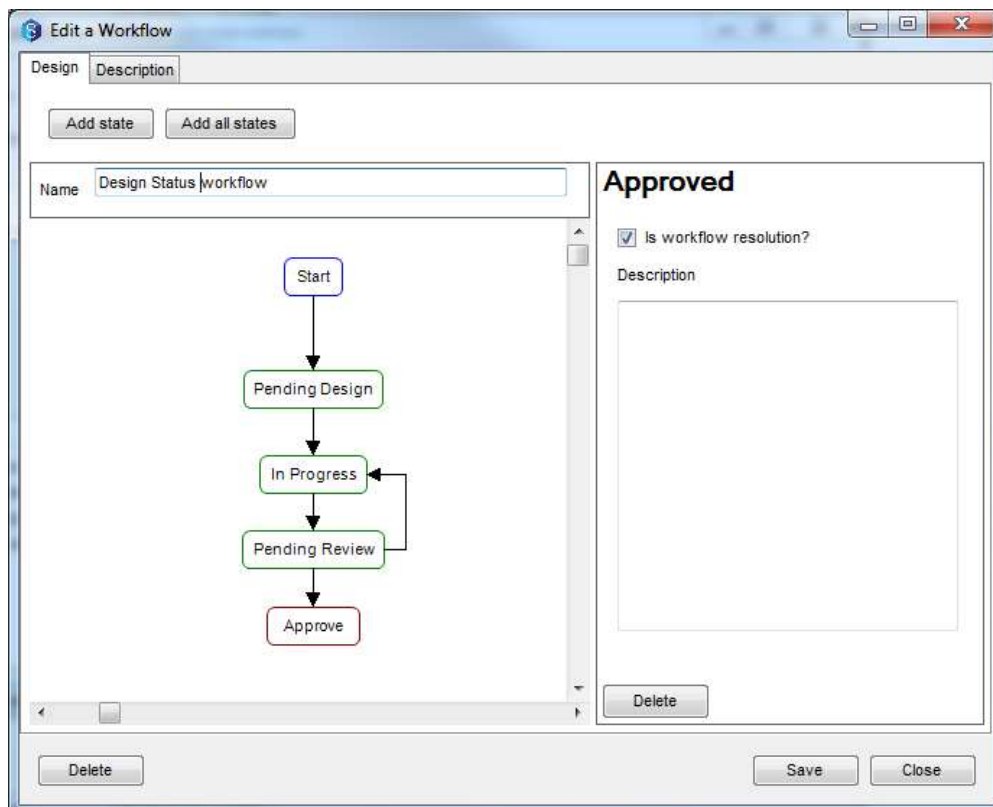 Edit a Workflow
Design Description
Add state Add all states
Name Design Status workflow
Start
Pending Design
In Progress
Pending Review
Approve
Approved
Is workflow resolution?
Description
Delete
Delete Save Close